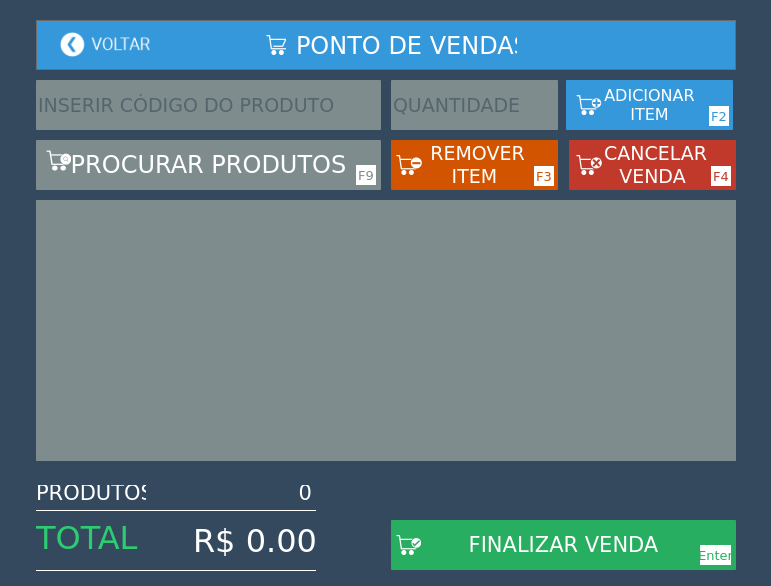 VOLTAR
PONTO DE VENDAS
INSERIR CÓDIGO DO PRODUTO
QUANTIDADE
ADICIONAR
ITEM
F2
PROCURAR PRODUTOS
F9
REMOVER
ITEM
F3
CANCELAR
VENDA
F4
PRODUTOS 0
TOTAL R$ 0.00
FINALIZAR VENDA
Enter